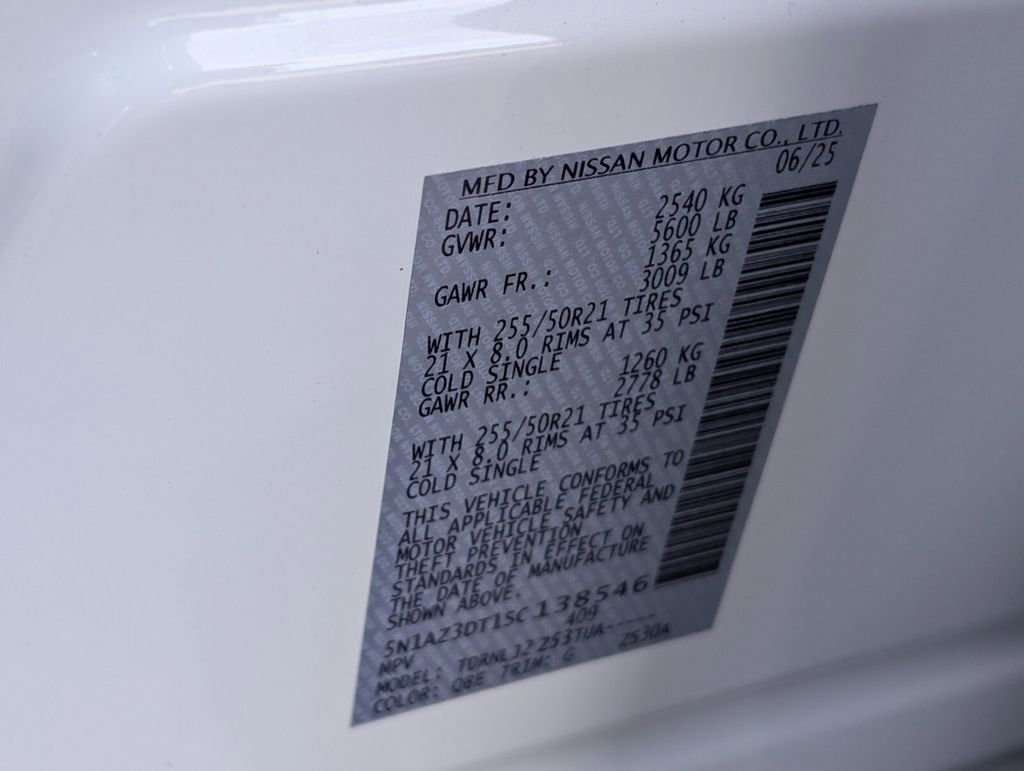 MFD BY NISSAN MOTOR CO., LTD.
DATE: 06/25
GVWR: 2540 KG
5600 LB
GAWR FR.: 1365 KG
3009 LB
WITH 255/50R21 TIRES
21 X 8.0 RIMS AT 35 PSI
COLD SINGLE
GAWR RR.: 1260 KG
2778 LB
WITH 255/50R21 TIRES
21 X 8.0 RIMS AT 35 PSI
COLD SINGLE
THIS VEHICLE CONFORMS TO
ALL APPLICABLE FEDERAL
MOTOR VEHICLE SAFETY AND
THEFT PREVENTION
STANDARDS IN EFFECT ON
THE DATE OF MANUFACTURE
SHOWN ABOVE.
5N1AZ3DT1SC138546
MPV 409
MODEL: TDRNLJ2 Z53TUA-----
COLOR: QBE TRIM: G Z530A